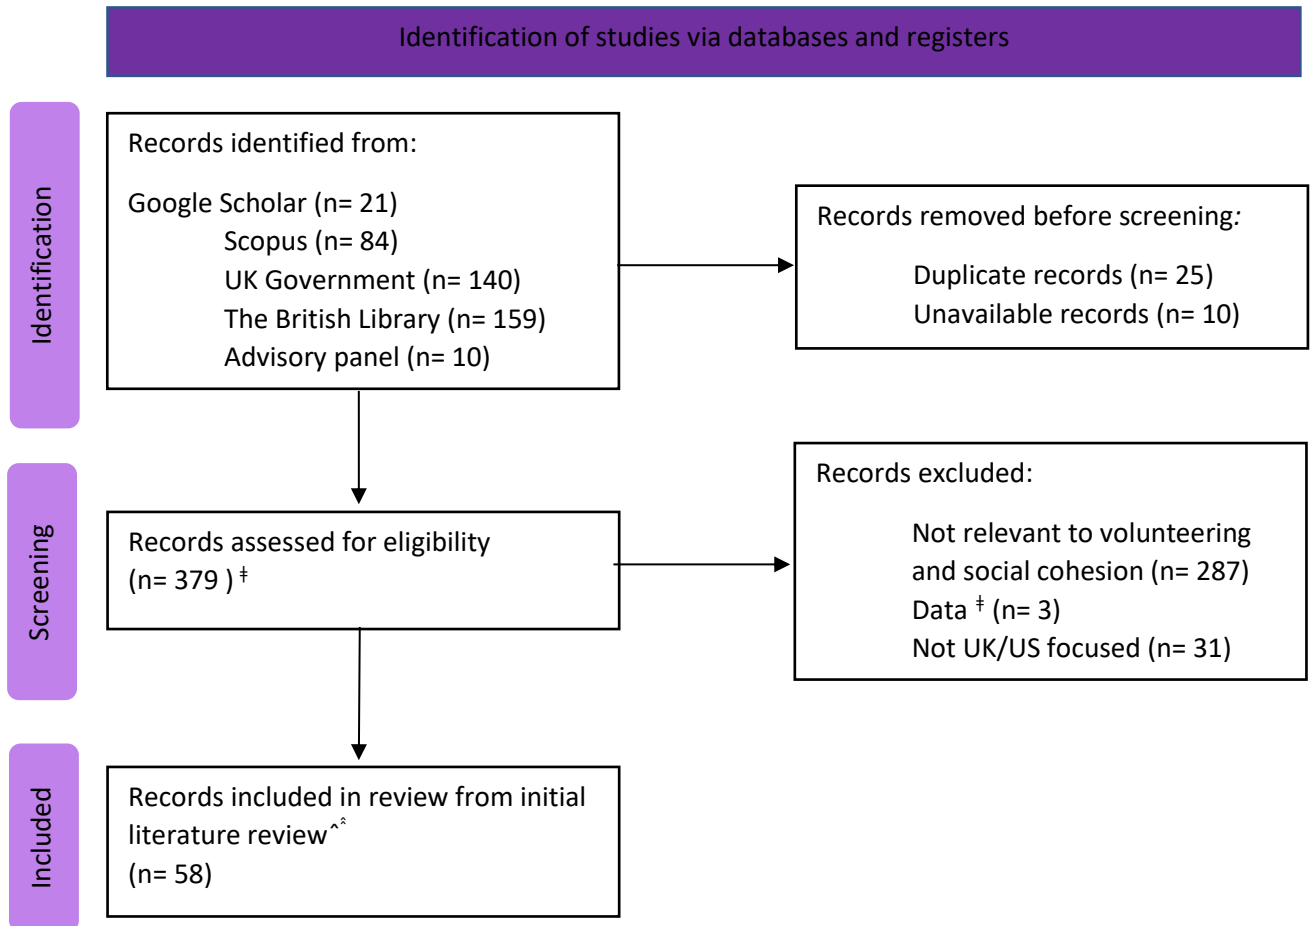 Identification of studies via databases and registers
Identification
Records identified from:
Google Scholar (n= 21)
Scopus (n= 84)
UK Government (n= 140)
The British Library (n= 159)
Advisory panel (n= 10)
Records removed before screening:
Duplicate records (n= 25)
Unavailable records (n= 10)
Screening
Records assessed for eligibility
(n= 379 ) ‡
Records excluded:
Not relevant to volunteering
and social cohesion (n= 287)
Data ‡ (n= 3)
Not UK/US focused (n= 31)
Included
Records included in review from initial
literature review^
(n= 58)